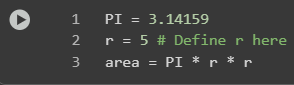 1 PI = 3.14159
2 r = 5 # Define r here
3 area = PI * r * r